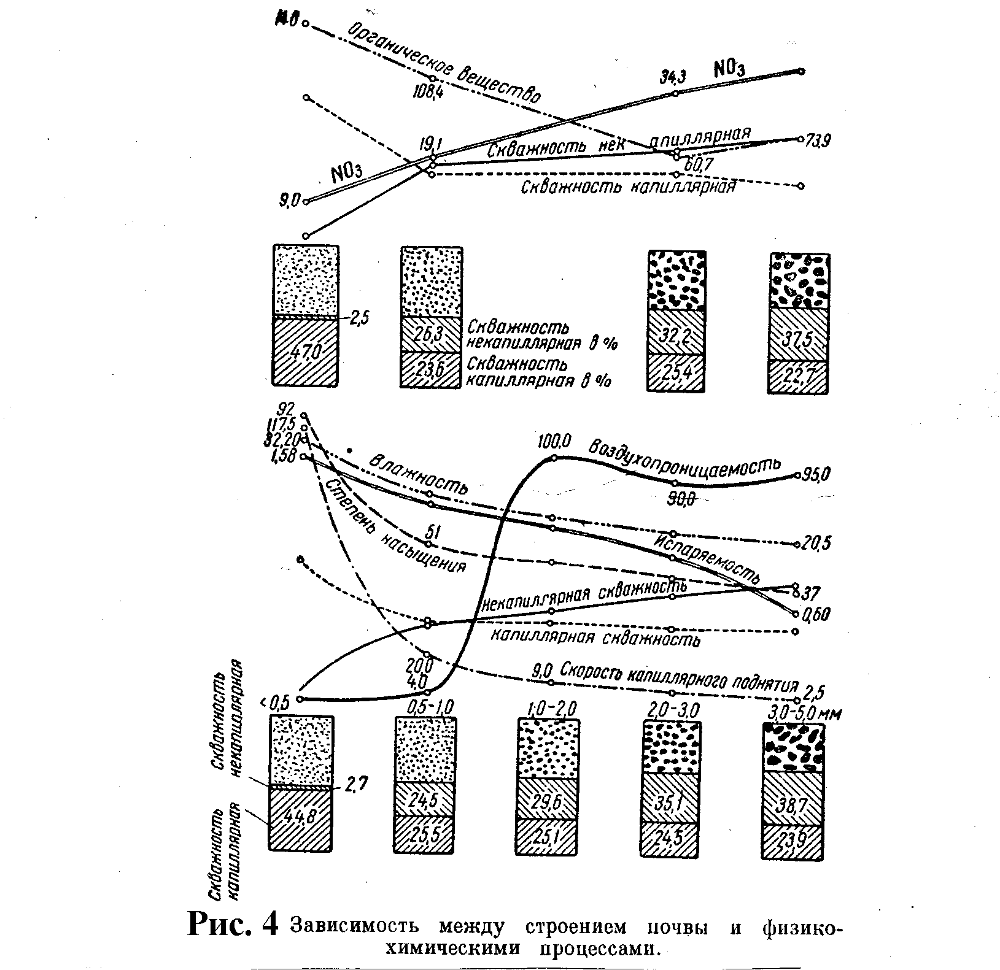 Органическое вещество
108,4
34,3
NO3
19,1
Скважность нек апиллярная
73,9
NO3
60,7
Скважность капиллярная
9,0
2,5
47,0
26,3
Скважность
некапиллярная в %
23,6
Скважность
капиллярная в %
32,2
25,4
37,5
22,7
92
117,5
32,20
1,58
Влажность
Степень насыщения
100,0
Воздухопроницаемость
95,0
90,0
51
20,5
Испаряемость
некапиллярная скважность
37
0,60
капиллярная скважность
20,0
4,0
9,0 Скорость капиллярного поднятия 2,5
<0,5
0,5-1,0
1,0-2,0
2,0-3,0
3,0-5,0 мм
Скважность
некапилярная
Скважность
капиллярная
2,7
44,8
24,5
25,5
29,6
25,1
35,1
24,5
38,7
23,9
Рис. 4 Зависимость между строением почвы и физико-
химическими процессами.